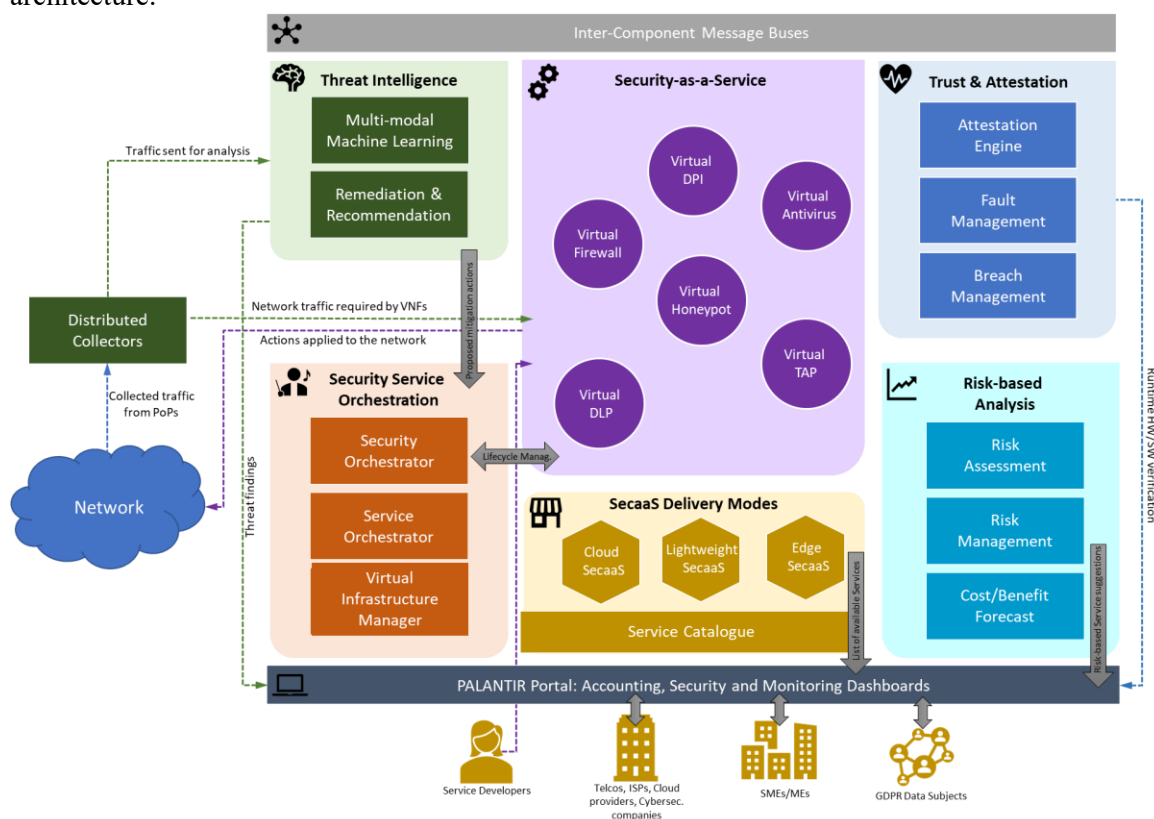 architecture.
Inter-Component Message Buses
Threat Intelligence
Multi-modal
Machine Learning
Remediation &
Recommendation
Security-as-a-Service
Virtual
DPI
Virtual
Antivirus
Virtual
Firewall
Virtual
Honeypot
Virtual
TAP
Virtual
DLP
Trust & Attestation
Attestation
Engine
Fault
Management
Breach
Management
Traffic sent for analysis
Distributed
Collectors
Network traffic required by VNFs
Actions applied to the network
Proposed mitigation actions
Collected traffic
from PoPs
Network
Threat findings
Security Service
Orchestration
Security
Orchestrator
Service
Orchestrator
Virtual
Infrastructure
Manager
Lifecycle Manag.
SecaaS Delivery Modes
Cloud
SecaaS
Lightweight
SecaaS
Edge
SecaaS
Service Catalogue
List of available Services
Risk-based
Analysis
Risk
Assessment
Risk
Management
Cost/Benefit
Forecast
Risk-based Service suggestions
Runtime HW/SW verification
PALANTIR Portal: Accounting, Security and Monitoring Dashboards
Service Developers
Telcos, ISPs, Cloud
providers, Cybersec.
companies
SMEs/MEs
GDPR Data Subjects